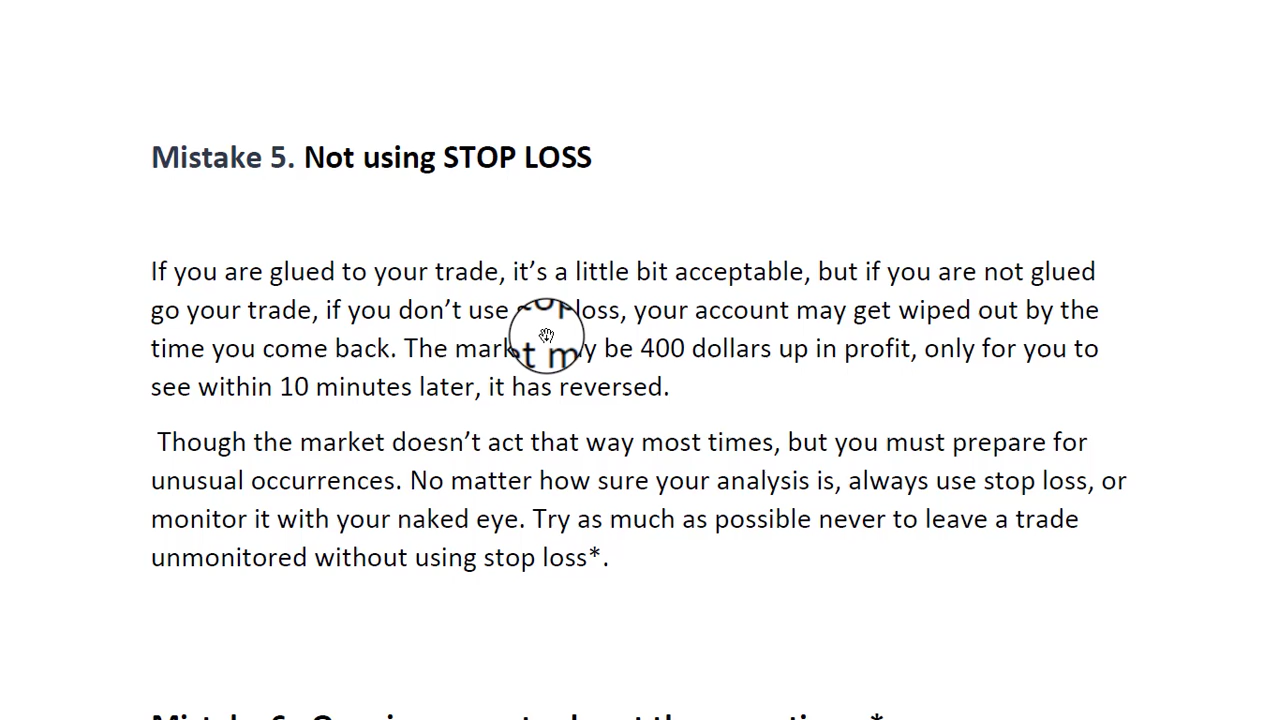 Mistake 5. Not using STOP LOSS
If you are glued to your trade, it’s a little bit acceptable, but if you are not glued
go your trade, if you don’t use loss, your account may get wiped out by the
time you come back. The be 400 dollars up in profit, only for you to
see within 10 minutes later, it has reversed.
Though the market doesn’t act that way most times, but you must prepare for
unusual occurrences. No matter how sure your analysis is, always use stop loss, or
monitor it with your naked eye. Try as much as possible never to leave a trade
unmonitored without using stop loss*.